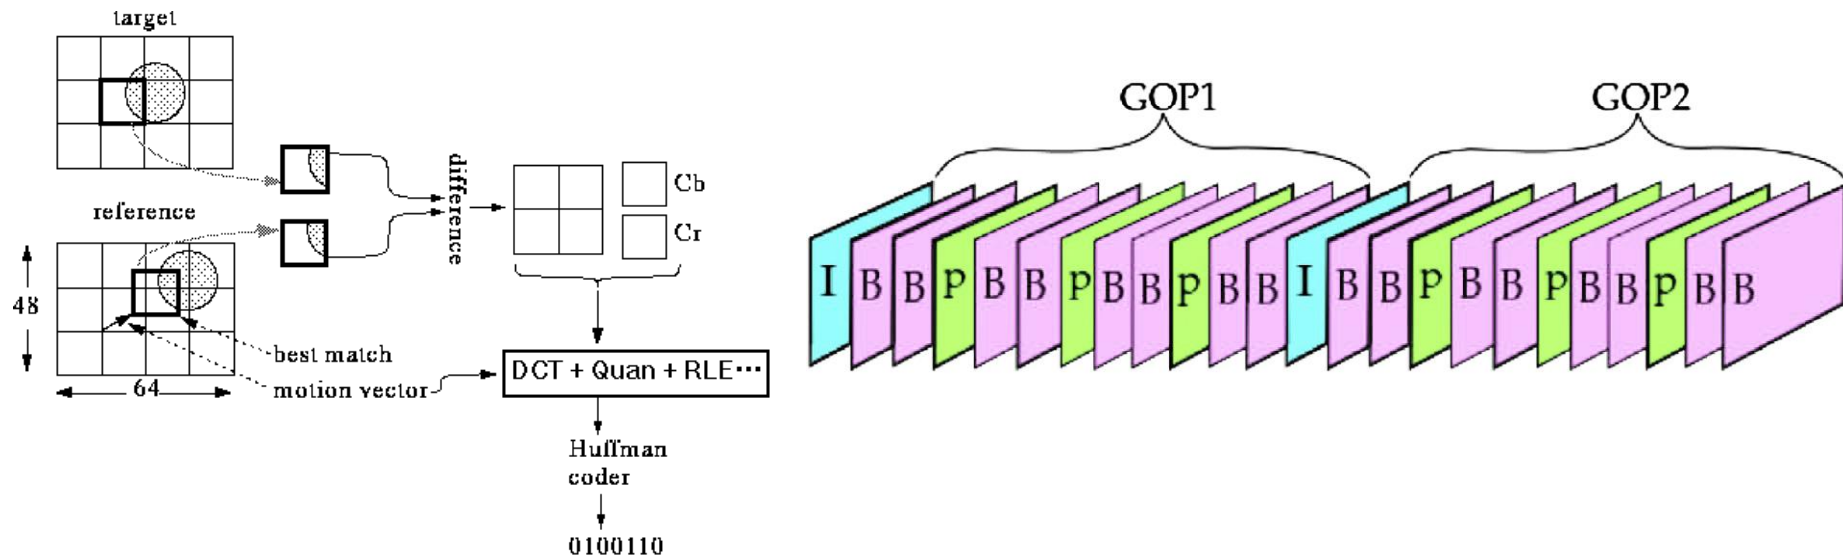 target
reference
48
64
best match
motion vector
difference
Cb
Cr
DCT + Quan + RLE···
Huffman
coder
0100110
GOP1
GOP2
I B B p B B p B B p B B I B B p B B p B B p B B